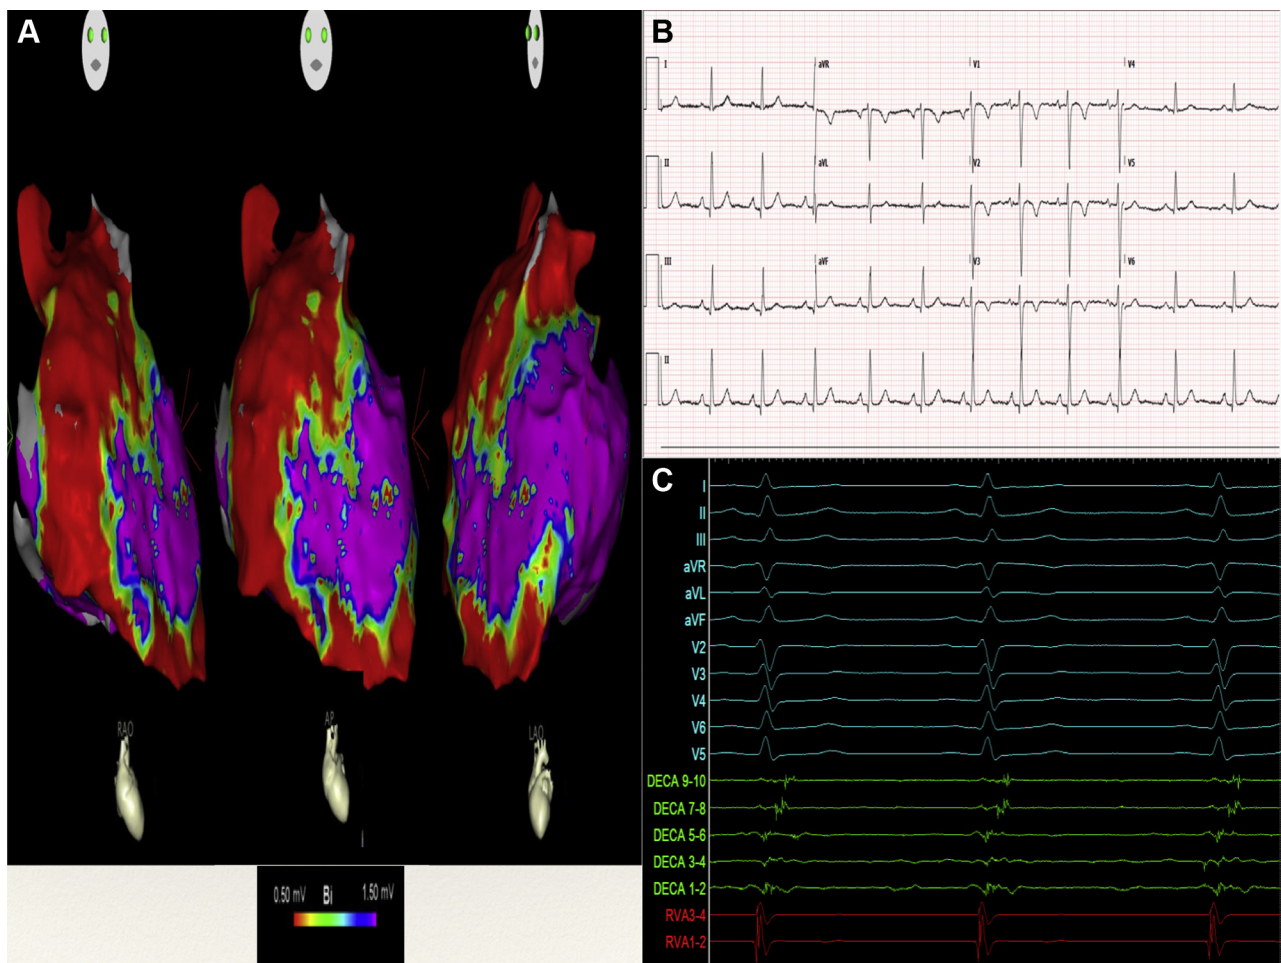 A
RAO
AP
LAO
0.50 mV Bi 1.50 mV
B
I aVR V1 V4
II aVL V2 V5
III aVF V3 V6
II
C
I
II
III
aVR
aVL
aVF
V2
V3
V4
V6
V5
DECA 9-10
DECA 7-8
DECA 5-6
DECA 3-4
DECA 1-2
RVA3-4
RVA1-2